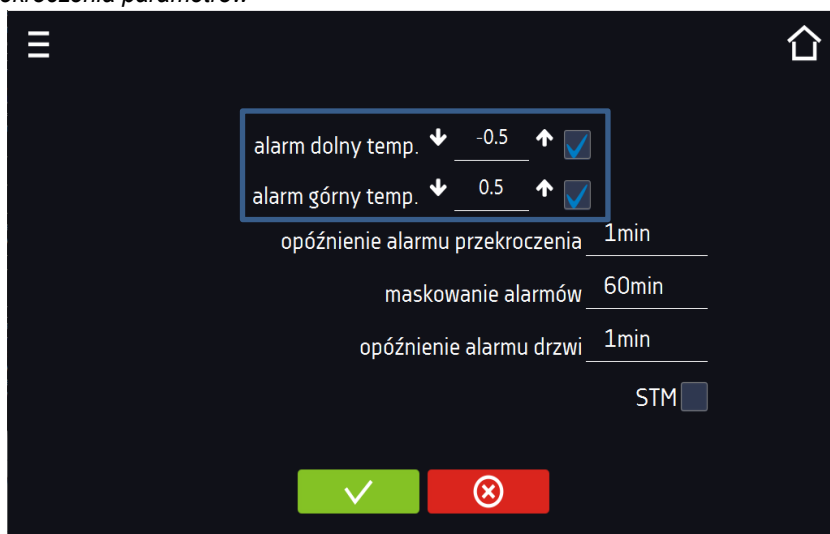 parametrów
alarm dolny temp. -0.5
alarm górny temp. 0.5
opóźnienie alarmu przekroczenia 1min
maskowanie alarmów 60min
opóźnienie alarmu drzwi 1min
STM